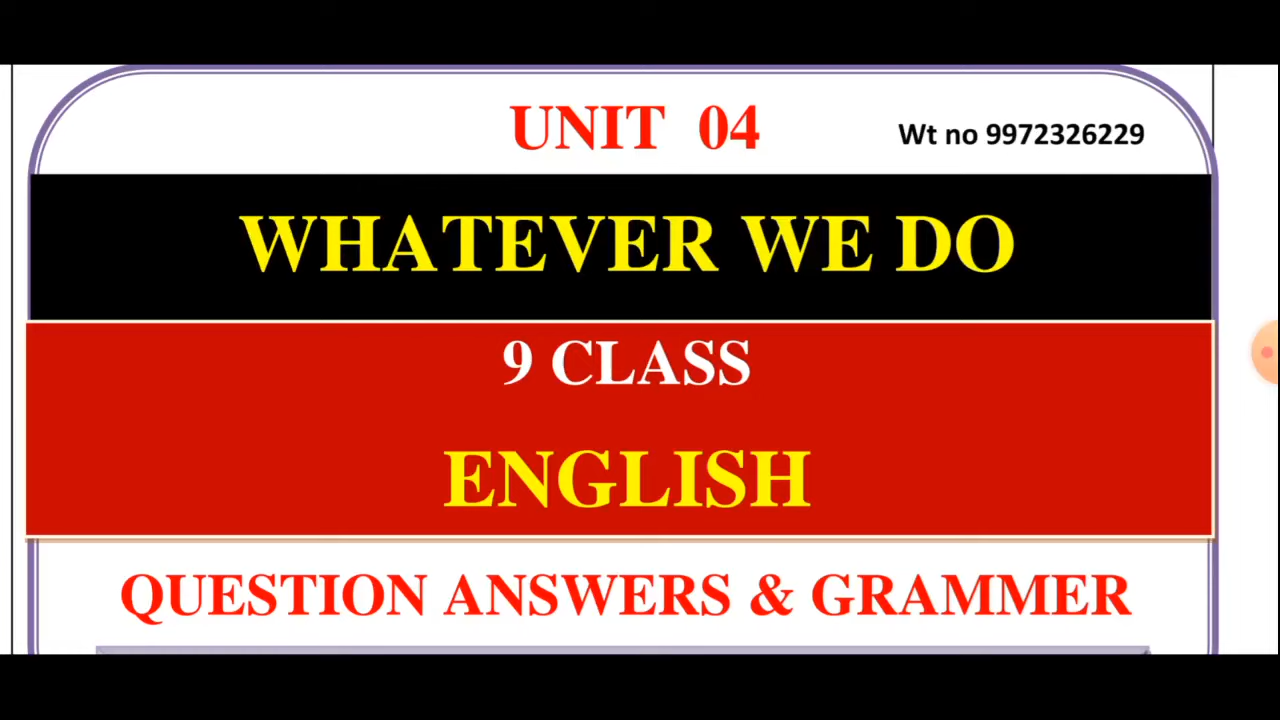 UNIT 04
Wt no 9972326229
WHATEVER WE DO
9 CLASS
ENGLISH
QUESTION ANSWERS & GRAMMER